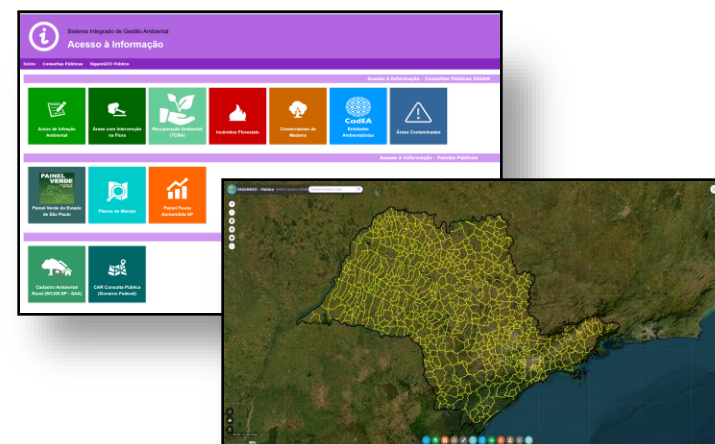 Sistema Integrado de Gestão Ambiental
Acesso à Informação
Início Consultas Públicas SigamGEO Público
Acesso à Informação - Consultas Públicas SIGAM
Autos de Infração
Ambiental
Áreas com Intervenção
na Flora
Recuperação Ambiental
(TCRA)
Incêndios Florestais
Comerciantes de
Madeira
CadEA
Entidades
Ambientalistas
Áreas Contaminadas
Acesso à Informação - Painéis Públicos
PAINEL
VERDE
Painel Verde do Estado
de São Paulo
Planos de Manejo
Painel Fauna
Apreendida SP
Cadastro Ambiental
Rural (SICAR-SP - SAA)
CAR Consulta Pública
(Governo Federal)